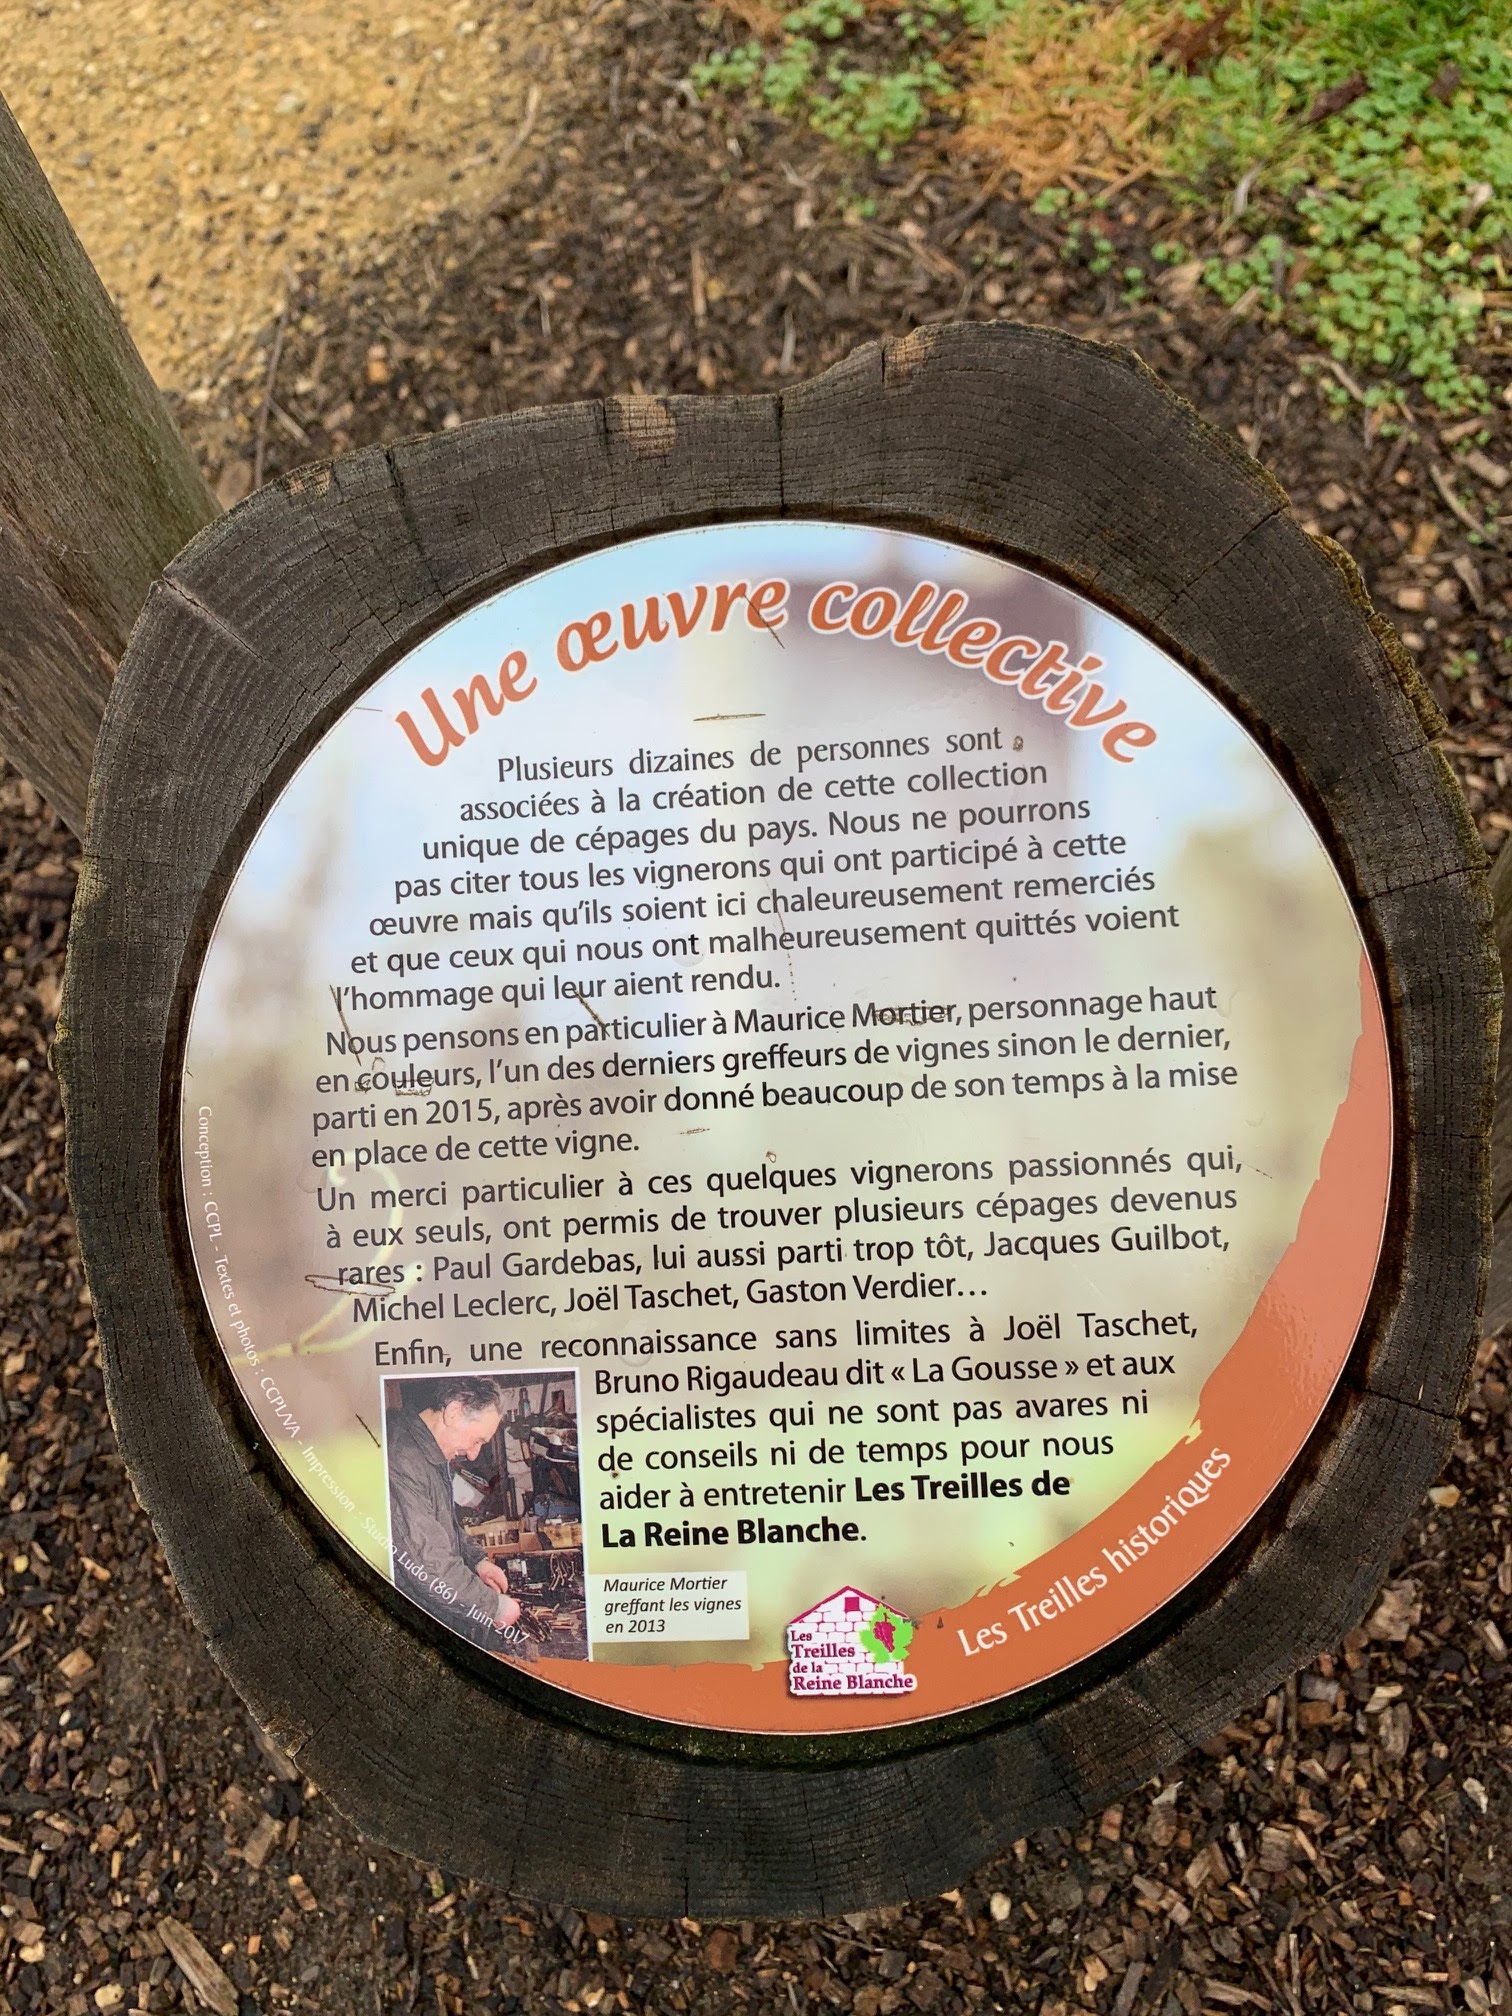 Une œuvre collective
Plusieurs dizaines de personnes sont
associées à la création de cette collection
unique de cépages du pays. Nous ne pourrons
pas citer tous les vignerons qui ont participé à cette
œuvre mais qu'ils soient ici chaleureusement remerciés
et que ceux qui nous ont malheureusement quittés voient
l'hommage qui leur aient rendu.
Nous pensons en particulier à Maurice Mortier, personnage haut
en couleurs, l'un des derniers greffeurs de vignes sinon le dernier,
parti en 2015, après avoir donné beaucoup de son temps à la mise
en place de cette vigne.
Un merci particulier à ces quelques vignerons passionnés qui,
à eux seuls, ont permis de trouver plusieurs cépages devenus
rares : Paul Gardebas, lui aussi parti trop tôt, Jacques Guilbot,
Michel Leclerc, Joël Taschet, Gaston Verdier…
Enfin, une reconnaissance sans limites à Joël Taschet,
Bruno Rigaudeau dit « La Gousse » et aux
spécialistes qui ne sont pas avares ni
de conseils ni de temps pour nous
aider à entretenir Les Treilles de
La Reine Blanche.
Maurice Mortier
greffant les vignes
en 2013
Les
Treilles
de la
Reine Blanche
Les Treilles historiques
Conception : CCPL - Textes et photos : CCPL/VA - Impression : Studio Ludo (86) - Juin 2017